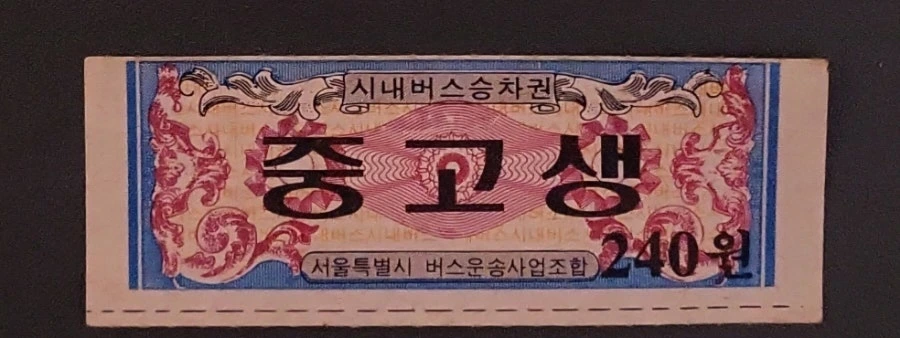 시내버스승차권
중고생
240원
서울특별시 버스운송사업조합